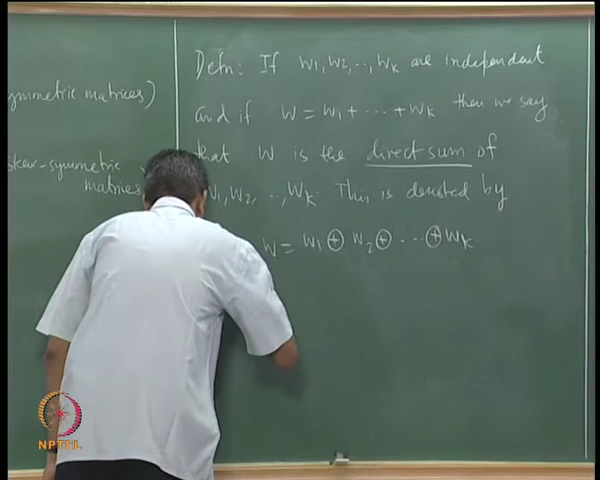 ymmetric matrices)
skew-symmetric
matrices
Defn: If W1, W2, .., Wk are independent
and if W = W1 + ... + Wk then we say
that W is the direct sum of
W1, W2, .., Wk. This is denoted by
W = W1 ⊕ W2 ⊕ ... ⊕ Wk
NPTEL